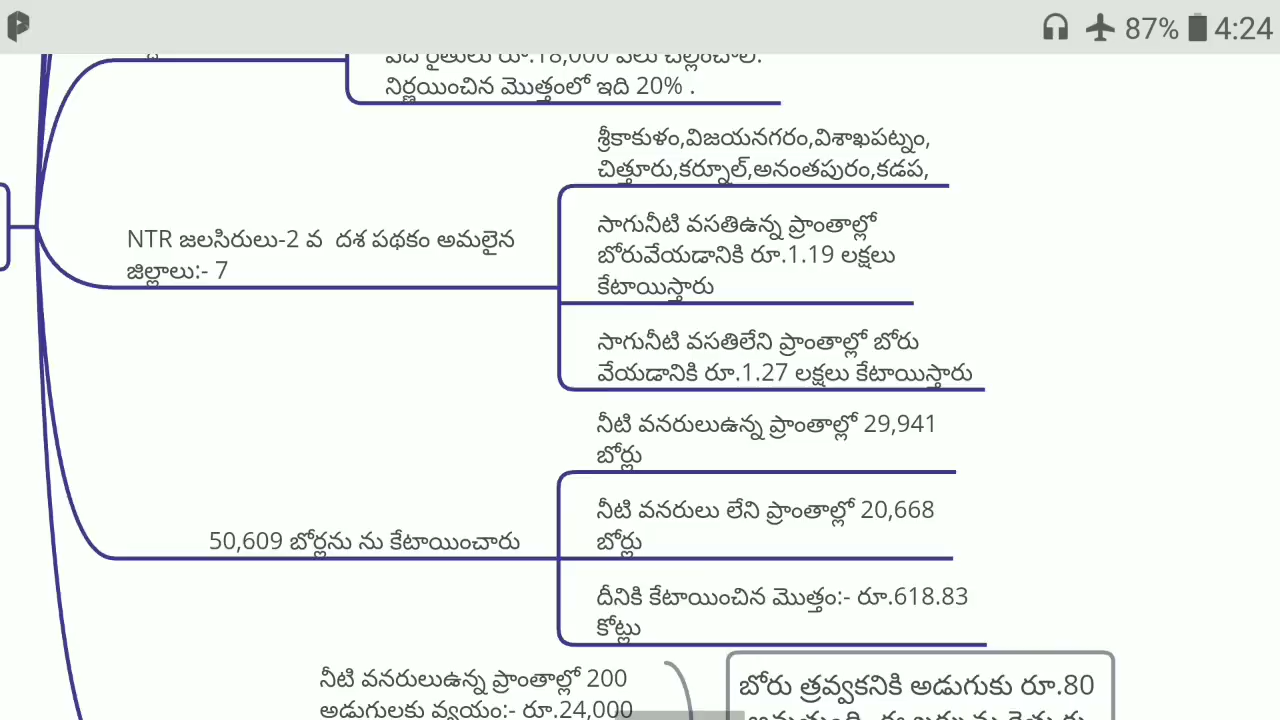 87% 4:24
పేద రైతులు రూ.18,000 వేలు చెల్లించాలి.
నిర్ణయించిన మొత్తంలో ఇది 20% .
శ్రీకాకుళం,విజయనగరం,విశాఖపట్నం,
చిత్తూరు,కర్నూల్,అనంతపురం,కడప,
NTR జలసిరులు-2 వ దశ పథకం అమలైన
జిల్లాలు:- 7
సాగునీటి వసతిఉన్న ప్రాంతాల్లో
బోరువేయడానికి రూ.1.19 లక్షలు
కేటాయిస్తారు
సాగునీటి వసతిలేని ప్రాంతాల్లో బోరు
వేయడానికి రూ.1.27 లక్షలు కేటాయిస్తారు
నీటి వనరులుఉన్న ప్రాంతాల్లో 29,941
బోర్లు
నీటి వనరులు లేని ప్రాంతాల్లో 20,668
బోర్లు
50,609 బోర్లను ను కేటాయించారు
దీనికి కేటాయించిన మొత్తం:- రూ.618.83
కోట్లు
నీటి వనరులుఉన్న ప్రాంతాల్లో 200
అడుగులకు వ్యయం:- రూ.24,000
బోరు త్రవ్వకనికి అడుగుకు రూ.80